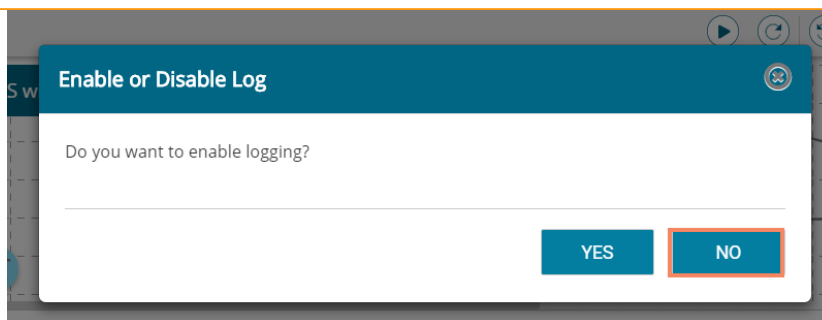 S w
Enable or Disable Log
Do you want to enable logging?
YES
NO